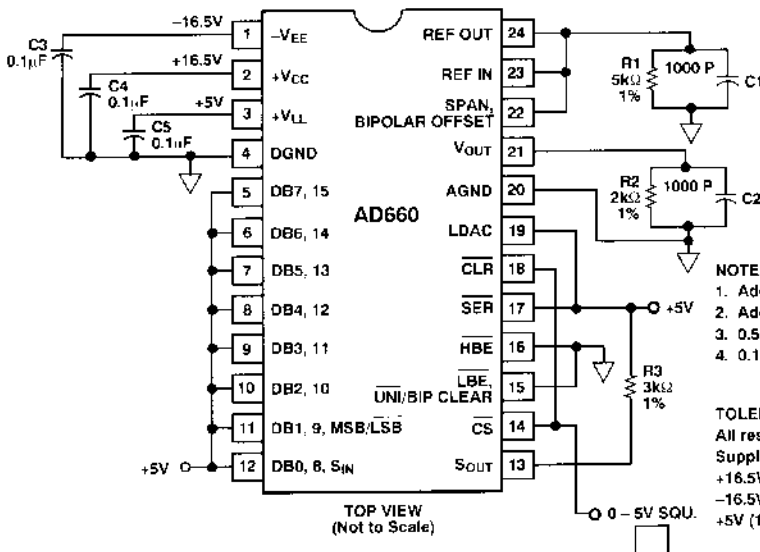 −16.5V
C3
0.1µF
+16.5V
C4
0.1µF
+5V
C5
0.1µF
1 −VEE
2 +VCC
3 +VLL
4 DGND
5 DB7, 15
6 DB6, 14
7 DB5, 13
8 DB4, 12
9 DB3, 11
10 DB2, 10
11 DB1, 9, MSB/LSB
12 DB0, 8, SIN
+5V
AD660
REF OUT 24
REF IN 23
SPAN, BIPOLAR OFFSET 22
VOUT 21
AGND 20
LDAC 19
CLR 18
SER 17
HBE 16
LBE, UNI/BIP CLEAR 15
CS 14
SOUT 13
R1
5kΩ
1%
1000 P
C1
R2
2kΩ
1%
1000 P
C2
+5V
R3
3kΩ
1%
0 – 5V SQU.
TOP VIEW
(Not to Scale)
NOTE
1.
2.
3. 0.5
4. 0.1
All
+16.5V
−16.5V
+5V (1